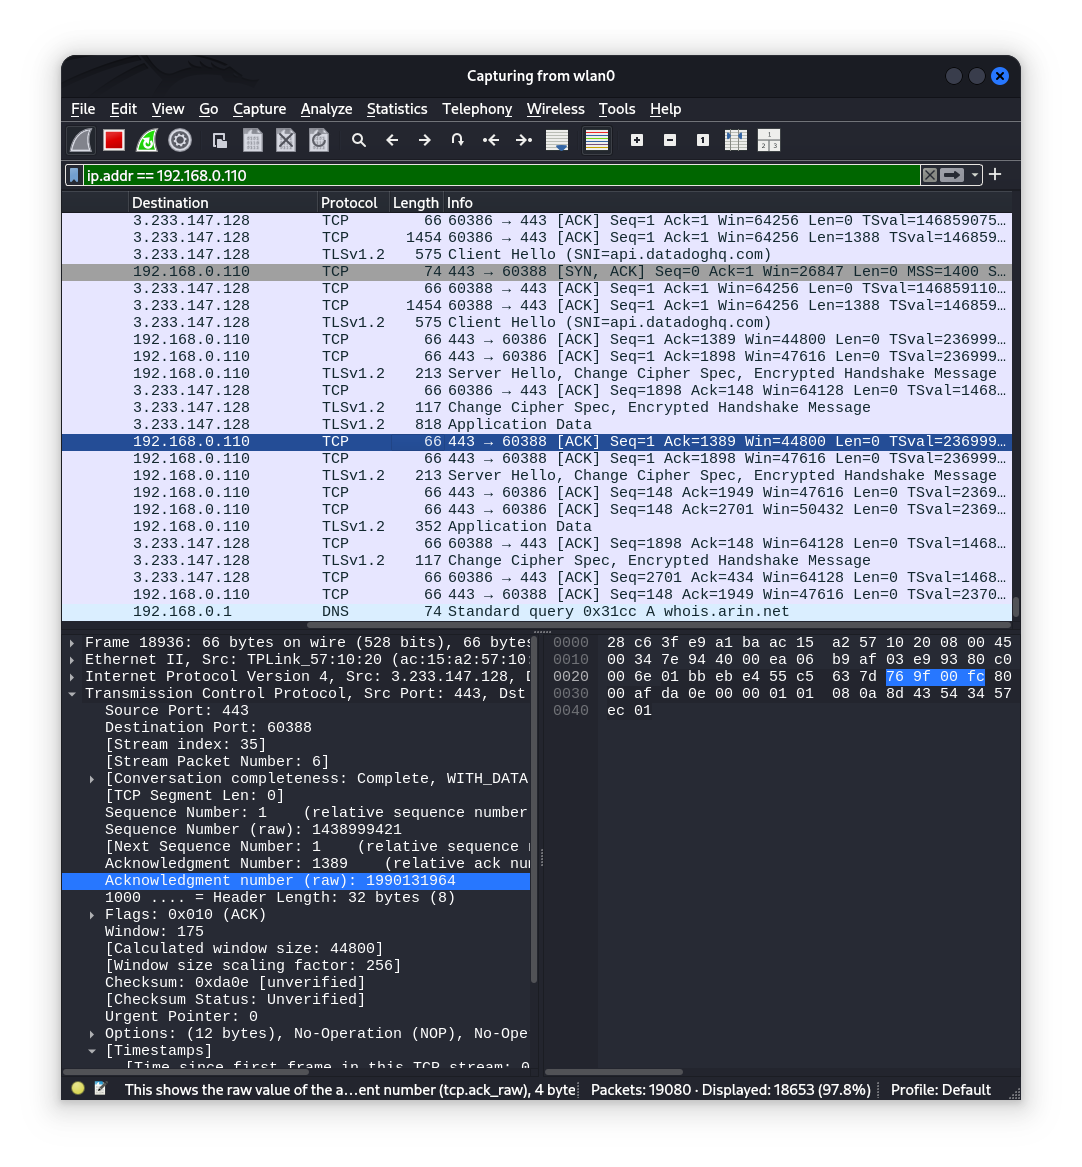 Capturing from wlan0
File Edit View Go Capture Analyze Statistics Telephony Wireless Tools Help
ip.addr == 192.168.0.110
Destination Protocol Length Info
3.233.147.128 TCP 66 60386 → 443 [ACK] Seq=1 Ack=1 Win=64256 Len=0 TSval=146859075…
3.233.147.128 TCP 1454 60386 → 443 [ACK] Seq=1 Ack=1 Win=64256 Len=1388 TSval=146859…
3.233.147.128 TLSv1.2 575 Client Hello (SNI=api.datadoghq.com)
192.168.0.110 TCP 74 443 → 60388 [SYN, ACK] Seq=0 Ack=1 Win=26847 Len=0 MSS=1400 S…
3.233.147.128 TCP 66 60388 → 443 [ACK] Seq=1 Ack=1 Win=64256 Len=0 TSval=146859110…
3.233.147.128 TCP 1454 60388 → 443 [ACK] Seq=1 Ack=1 Win=64256 Len=1388 TSval=146859…
3.233.147.128 TLSv1.2 575 Client Hello (SNI=api.datadoghq.com)
192.168.0.110 TCP 66 443 → 60386 [ACK] Seq=1 Ack=1389 Win=44800 Len=0 TSval=236999…
192.168.0.110 TCP 66 443 → 60386 [ACK] Seq=1 Ack=1898 Win=47616 Len=0 TSval=236999…
192.168.0.110 TLSv1.2 213 Server Hello, Change Cipher Spec, Encrypted Handshake Message
3.233.147.128 TCP 66 60386 → 443 [ACK] Seq=1898 Ack=148 Win=64128 Len=0 TSval=1468…
3.233.147.128 TLSv1.2 117 Change Cipher Spec, Encrypted Handshake Message
3.233.147.128 TLSv1.2 818 Application Data
192.168.0.110 TCP 66 443 → 60388 [ACK] Seq=1 Ack=1389 Win=44800 Len=0 TSval=236999…
192.168.0.110 TCP 66 443 → 60388 [ACK] Seq=1 Ack=1898 Win=47616 Len=0 TSval=236999…
192.168.0.110 TLSv1.2 213 Server Hello, Change Cipher Spec, Encrypted Handshake Message
192.168.0.110 TCP 66 443 → 60386 [ACK] Seq=148 Ack=1949 Win=47616 Len=0 TSval=2369…
192.168.0.110 TCP 66 443 → 60386 [ACK] Seq=148 Ack=2701 Win=50432 Len=0 TSval=2369…
192.168.0.110 TLSv1.2 352 Application Data
3.233.147.128 TCP 66 60388 → 443 [ACK] Seq=1898 Ack=148 Win=64128 Len=0 TSval=1468…
3.233.147.128 TLSv1.2 117 Change Cipher Spec, Encrypted Handshake Message
3.233.147.128 TCP 66 60386 → 443 [ACK] Seq=2701 Ack=434 Win=64128 Len=0 TSval=1468…
192.168.0.110 TCP 66 443 → 60388 [ACK] Seq=148 Ack=1949 Win=47616 Len=0 TSval=2370…
192.168.0.1 DNS 74 Standard query 0x31cc A whois.arin.net
Frame 18936: 66 bytes on wire (528 bits), 66 bytes
Ethernet II, Src: TPLink_57:10:20 (ac:15:a2:57:10:
Internet Protocol Version 4, Src: 3.233.147.128, D
Transmission Control Protocol, Src Port: 443, Dst
Source Port: 443
Destination Port: 60388
[Stream index: 35]
[Stream Packet Number: 6]
[Conversation completeness: Complete, WITH_DATA
[TCP Segment Len: 0]
Sequence Number: 1 (relative sequence number
Sequence Number (raw): 1438999421
[Next Sequence Number: 1 (relative sequence
Acknowledgment Number: 1389 (relative ack num
Acknowledgment number (raw): 1990131964
1000 .... = Header Length: 32 bytes (8)
Flags: 0x010 (ACK)
Window: 175
[Calculated window size: 44800]
[Window size scaling factor: 256]
Checksum: 0xda0e [unverified]
[Checksum Status: Unverified]
Urgent Pointer: 0
Options: (12 bytes), No-Operation (NOP), No-Ope
[Timestamps]
[Time since first frame in this TCP stream: 0
0000 28 c6 3f e9 a1 ba ac 15 a2 57 10 20 08 00 45
0010 00 34 7e 94 40 00 ea 06 b9 af 03 e9 93 80 c0
0020 00 6e 01 bb eb e4 55 c5 63 7d 76 9f 00 fc 80
0030 00 af da 0e 00 00 01 01 08 0a 8d 43 54 34 57
0040 ec 01
This shows the raw value of the a…ent number (tcp.ack_raw), 4 byte
Packets: 19080 · Displayed: 18653 (97.8%)
Profile: Default